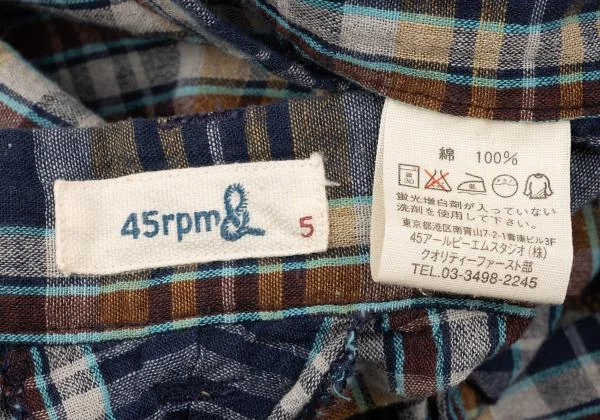 45rpm&
5
綿 100%
蛍光増白剤が入っていない
洗剤を使用して下さい。
東京都港区南青山7-2-1青康ビル3F
45アールピーエムスタジオ(株)
クオリティーファースト部
TEL.03-3498-2245